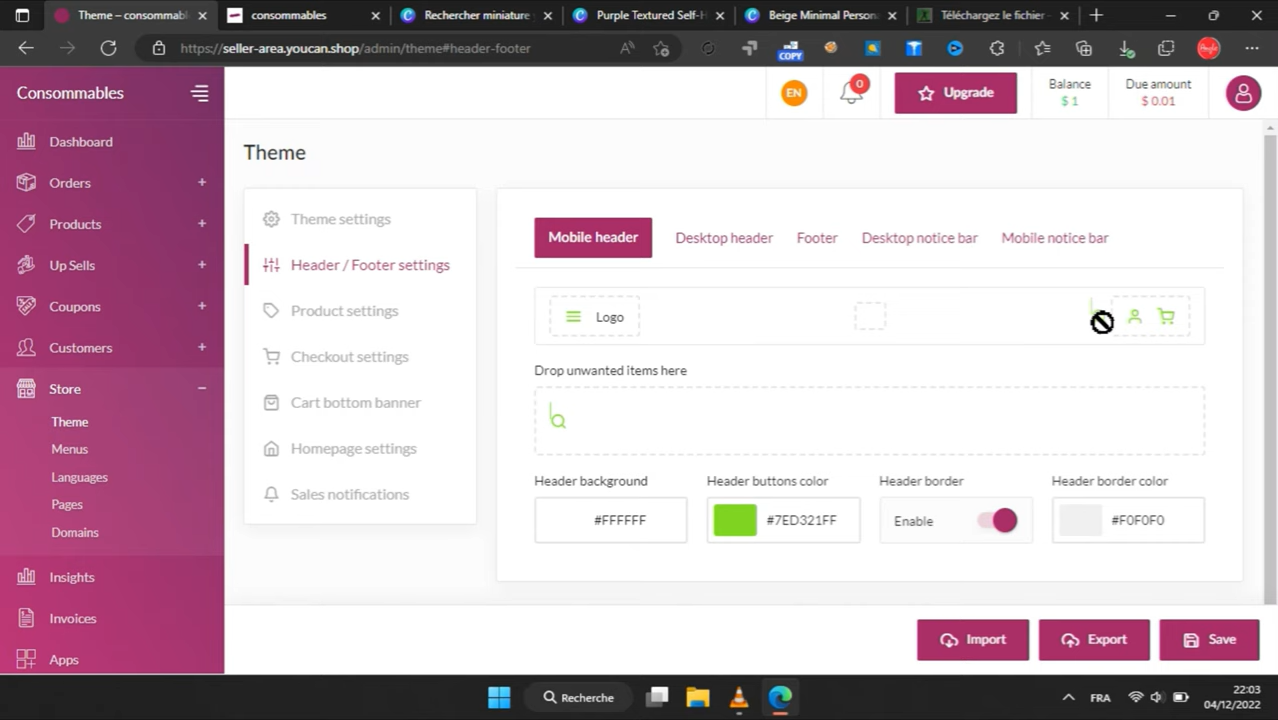 Theme – consommabl
consommables
Rechercher miniature
Purple Textured Self-H
Beige Minimal Person
Téléchargez le fichier –
https://seller-area.youcan.shop/admin/theme#header-footer
COPY
Consommables
EN
0
Upgrade
Balance
$ 1
Due amount
$ 0.01
Dashboard
Orders
Products
Up Sells
Coupons
Customers
Store
Theme
Menus
Languages
Pages
Domains
Insights
Invoices
Apps
Theme
Theme settings
Header / Footer settings
Product settings
Checkout settings
Cart bottom banner
Homepage settings
Sales notifications
Mobile header
Desktop header
Footer
Desktop notice bar
Mobile notice bar
Logo
Drop unwanted items here
Header background
Header buttons color
Header border
Header border color
#FFFFFF
#7ED321FF
Enable
#F0F0F0
Import
Export
Save
Recherche
FRA
22:03
04/12/2022